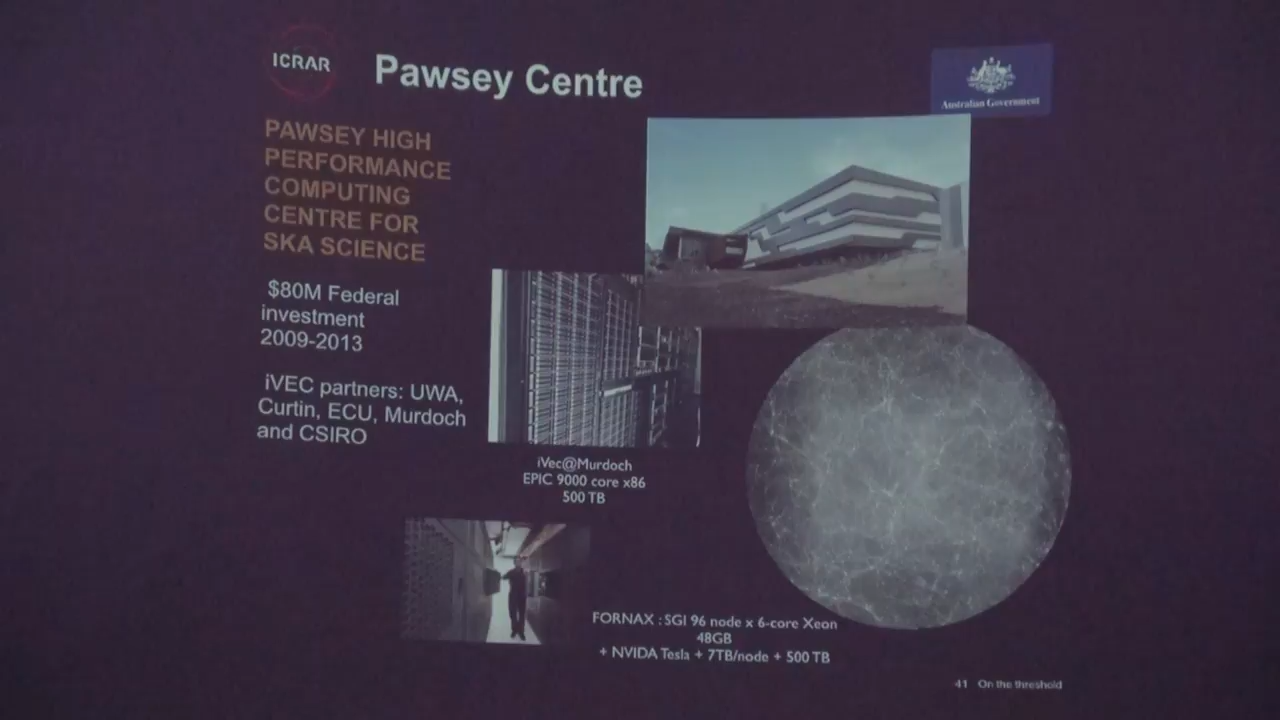 ICRAR
Pawsey Centre
Australian Government
PAWSEY HIGH
PERFORMANCE
COMPUTING
CENTRE FOR
SKA SCIENCE
$80M Federal
investment
2009-2013
iVEC partners: UWA,
Curtin, ECU, Murdoch
and CSIRO
iVec@Murdoch
EPIC 9000 core x86
500 TB
FORNAX : SGI 96 node x 6-core Xeon
48GB
+ NVIDA Tesla + 7TB/node + 500 TB
41 On the threshold